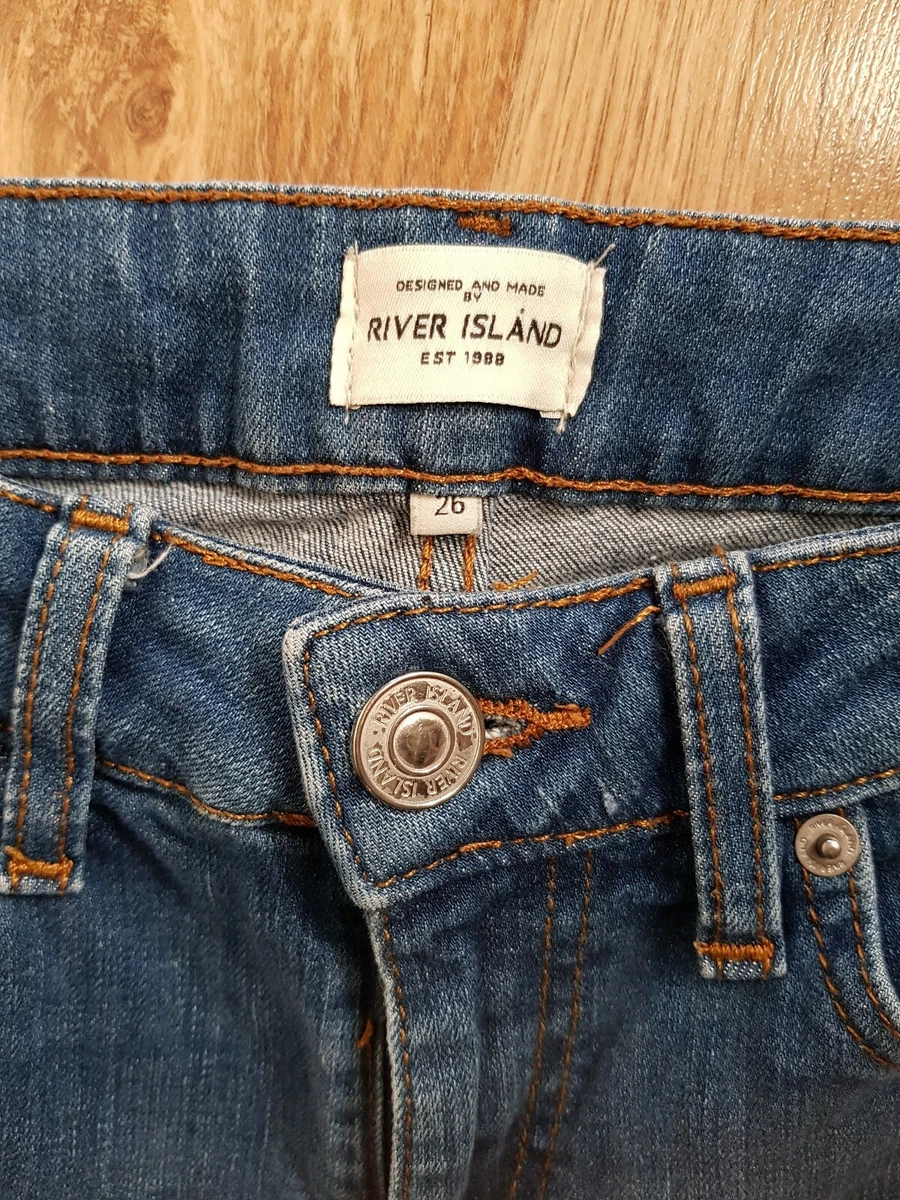 DESIGNED AND MADE
BY
RIVER ISLAND
EST 1988
26
RIVER ISLAND
RIVER ISLAND